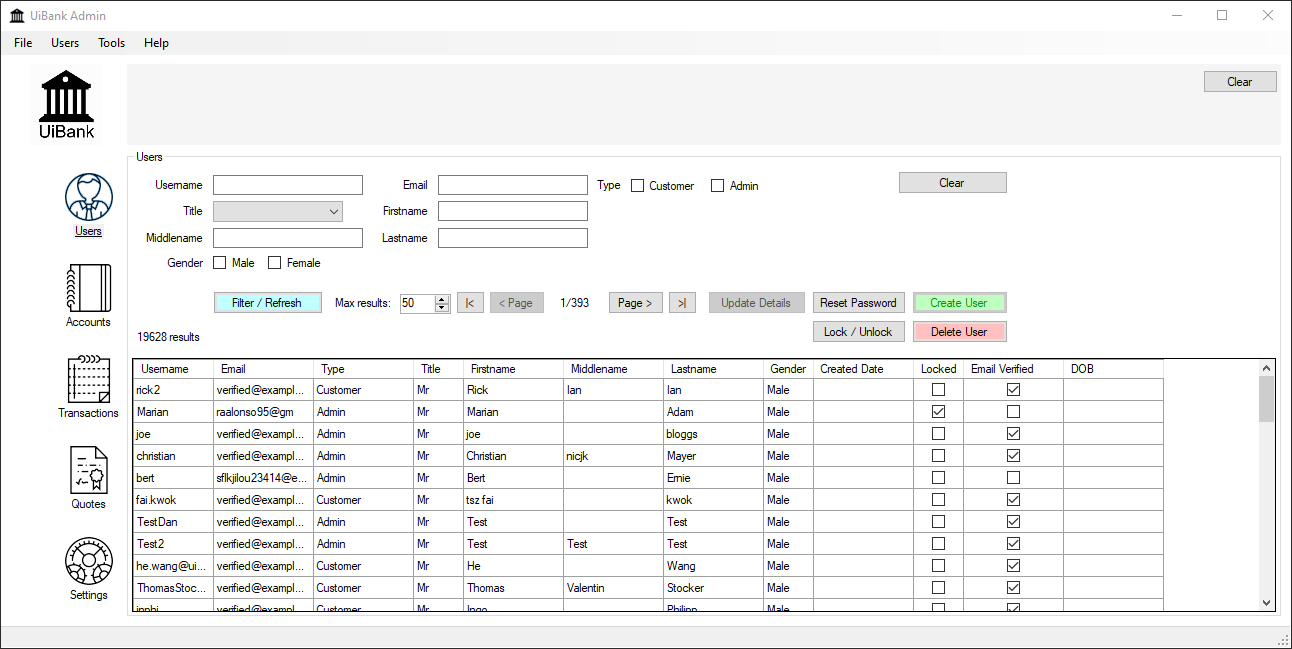 UiBank Admin
File Users Tools Help
UiBank
Clear
Users
Username Email Type Customer Admin Clear
Title Firstname
Middlename Lastname
Gender Male Female
Filter / Refresh Max results: 50 |< < Page 1/393 Page > >| Update Details Reset Password Create User
Lock / Unlock Delete User
19628 results
Users
Accounts
Transactions
Quotes
Settings
Username Email Type Title Firstname Middlename Lastname Gender Created Date Locked Email Verified DOB
rick2 verified@exampl... Customer Mr Rick Ian Ian Male
Marian raalonso95@gm Admin Mr Marian Adam Male
joe verified@exampl... Admin Mr joe bloggs Male
christian verified@exampl... Admin Mr Christian nicjk Mayer Male
bert sflkjilou23414@e... Admin Mr Bert Ernie Male
fai.kwok verified@exampl... Customer Mr tsz fai kwok Male
TestDan verified@exampl... Admin Mr Test Test Male
Test2 verified@exampl... Admin Mr Test Test Test Male
he.wang@ui... verified@exampl... Customer Mr He Wang Male
ThomasStoc... verified@exampl... Customer Mr Thomas Valentin Stocker Male
verified@exampl... Customer Mr Ingo Philipp Male